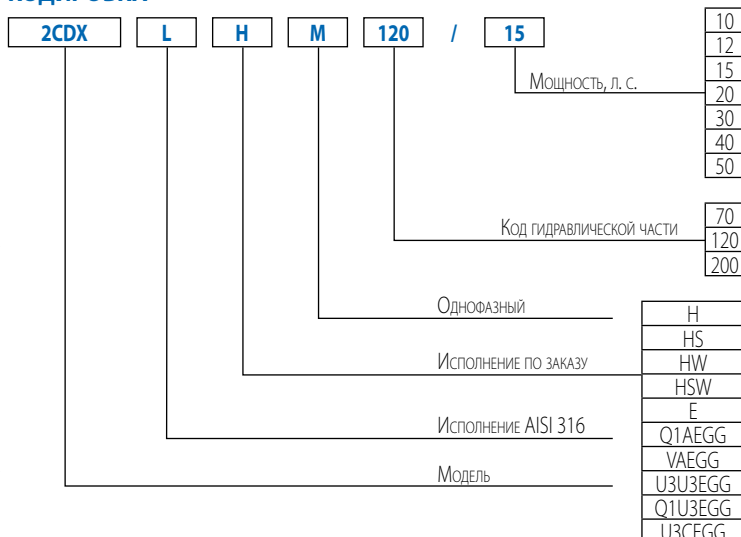 2CDX L H M 120 / 15
Мощность, л. с.
10
12
15
20
30
40
50
Код гидравлической части
70
120
200
Однофазный
Исполнение по заказу
H
HS
HW
HSW
E
Q1AEGG
VAEGG
U3U3EGG
Q1U3EGG
U3CEGG
Исполнение AISI 316
Модель